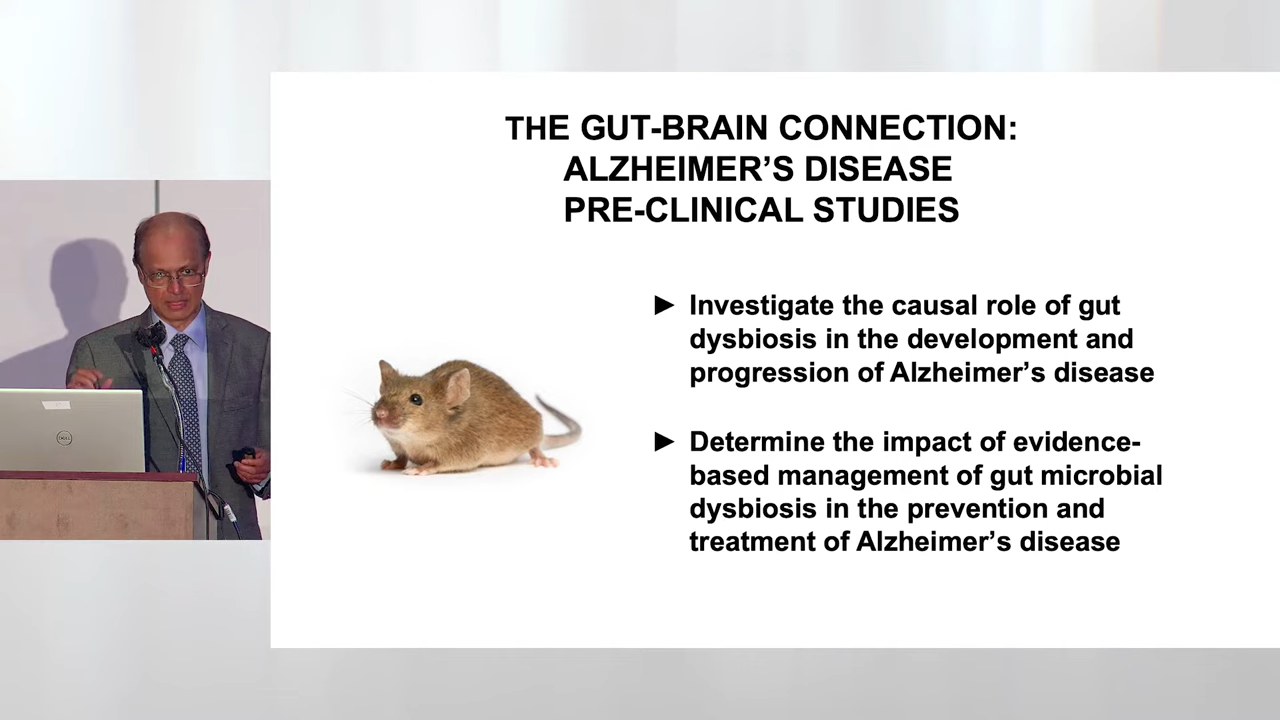 THE GUT-BRAIN CONNECTION:
ALZHEIMER’S DISEASE
PRE-CLINICAL STUDIES
► Investigate the causal role of gut
dysbiosis in the development and
progression of Alzheimer’s disease
► Determine the impact of evidence-
based management of gut microbial
dysbiosis in the prevention and
treatment of Alzheimer’s disease
DELL